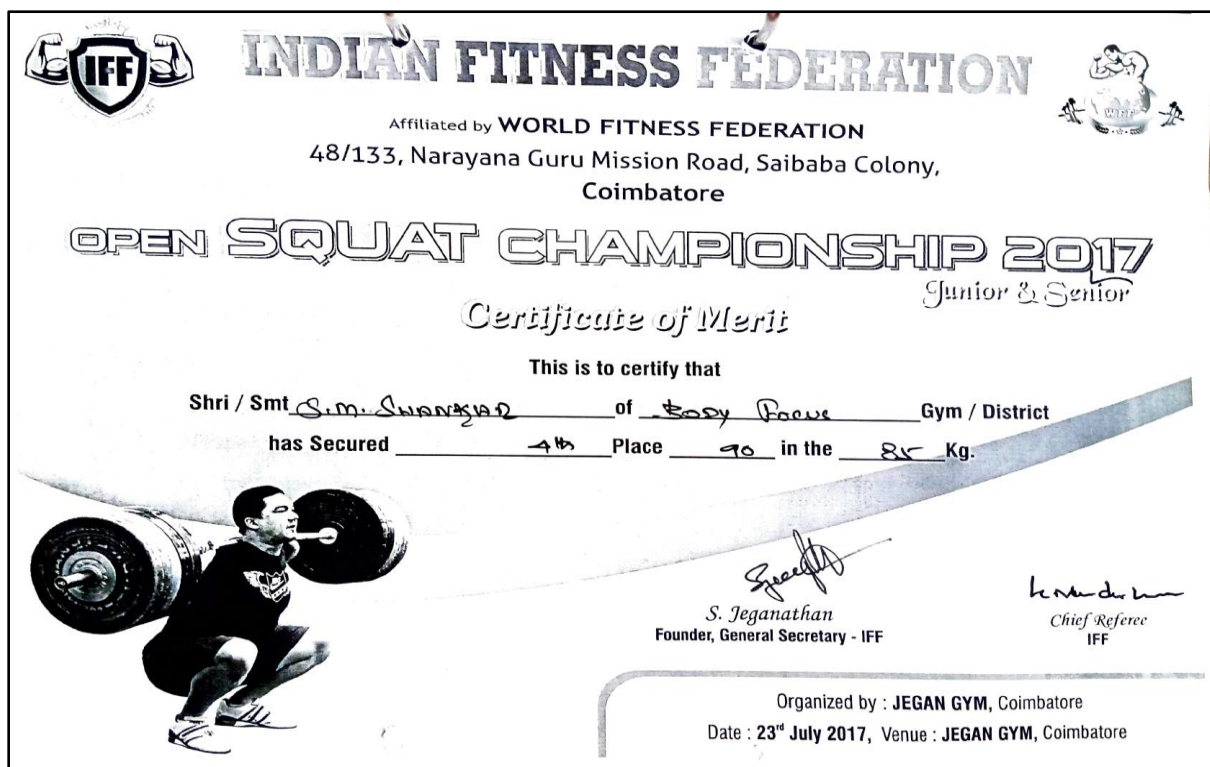 IFF
INDIAN FITNESS FEDERATION
WFF
Affiliated by WORLD FITNESS FEDERATION
48/133, Narayana Guru Mission Road, Saibaba Colony,
Coimbatore
OPEN SQUAT CHAMPIONSHIP 2017
Junior & Senior
Certificate of Merit
This is to certify that
Shri / Smt S.M. SHANKAR of BODY FOCUS Gym / District
has Secured 4th Place 90 in the 85 Kg.
S. Jeganathan
Founder, General Secretary - IFF
Chief Referee
IFF
Organized by : JEGAN GYM, Coimbatore
Date : 23rd July 2017, Venue : JEGAN GYM, Coimbatore